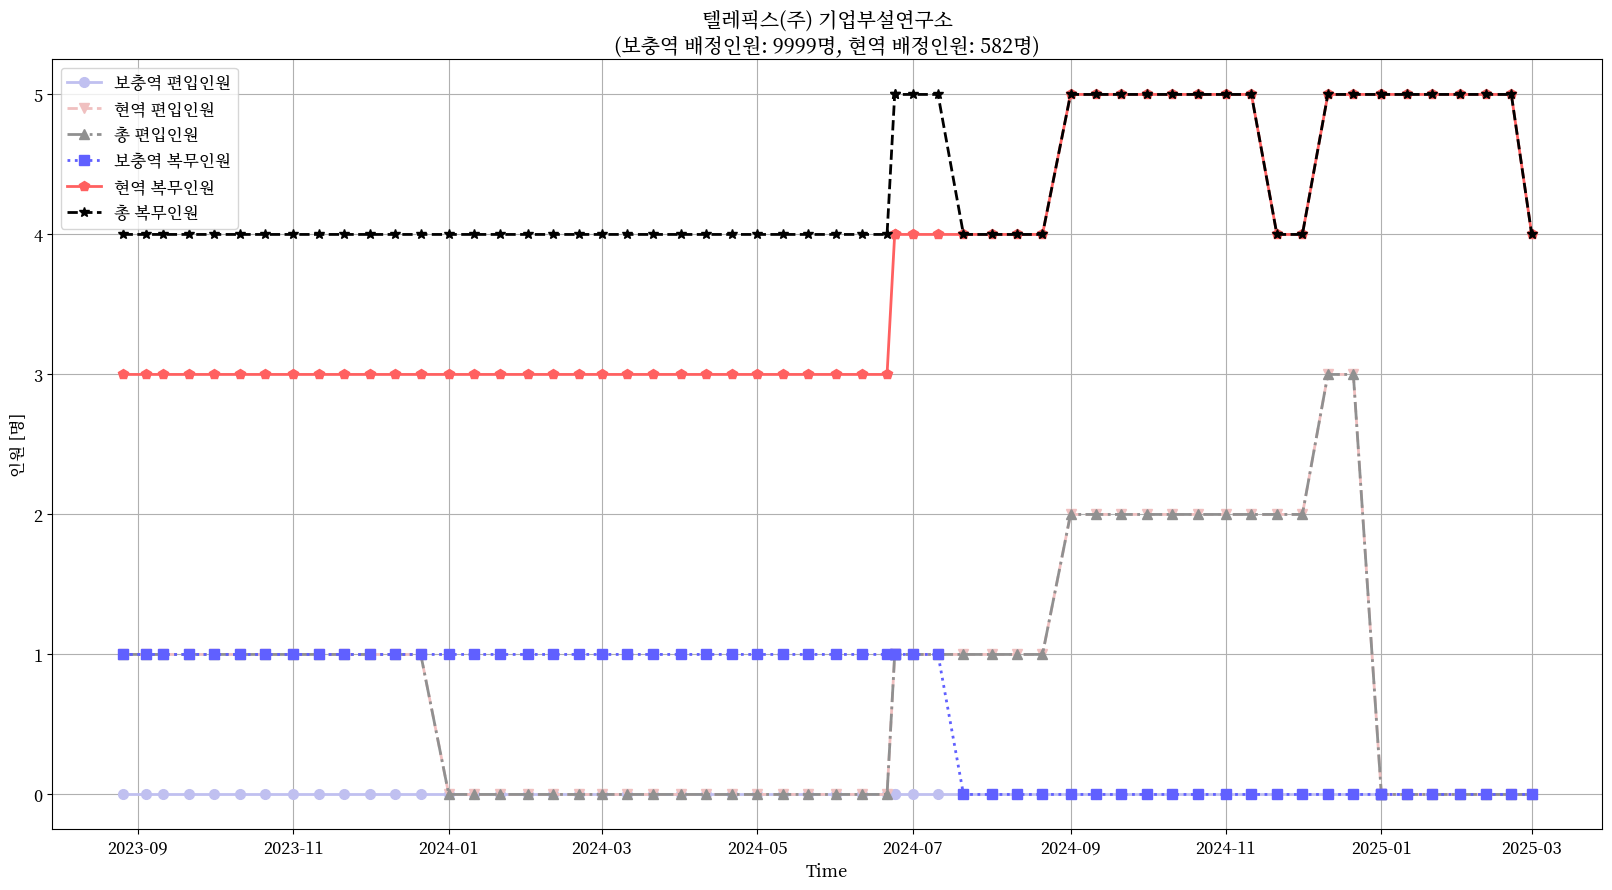 텔레픽스(주) 기업부설연구소
(보충역 배정인원: 9999명, 현역 배정인원: 582명)
보충역 편입인원
현역 편입인원
총 편입인원
보충역 복무인원
현역 복무인원
총 복무인원
5
4
3
2
1
0
인원 [명]
2023-09 2023-11 2024-01 2024-03 2024-05 2024-07 2024-09 2024-11 2025-01 2025-03
Time